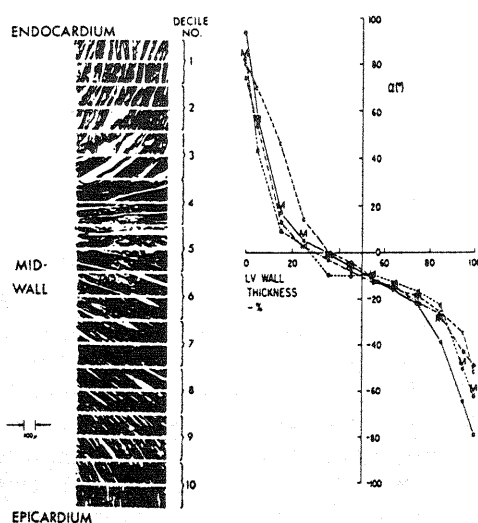 ENDOCARDIUM
DECILE
NO.
1
2
3
4
5
6
7
8
9
10
MID-
WALL
EPICARDIUM
100
80
60
40
20
0
-20
-40
-60
-80
-100
0
20
40
60
80
100
LV WALL
THICKNESS
- %
M
M
M
M
M
M